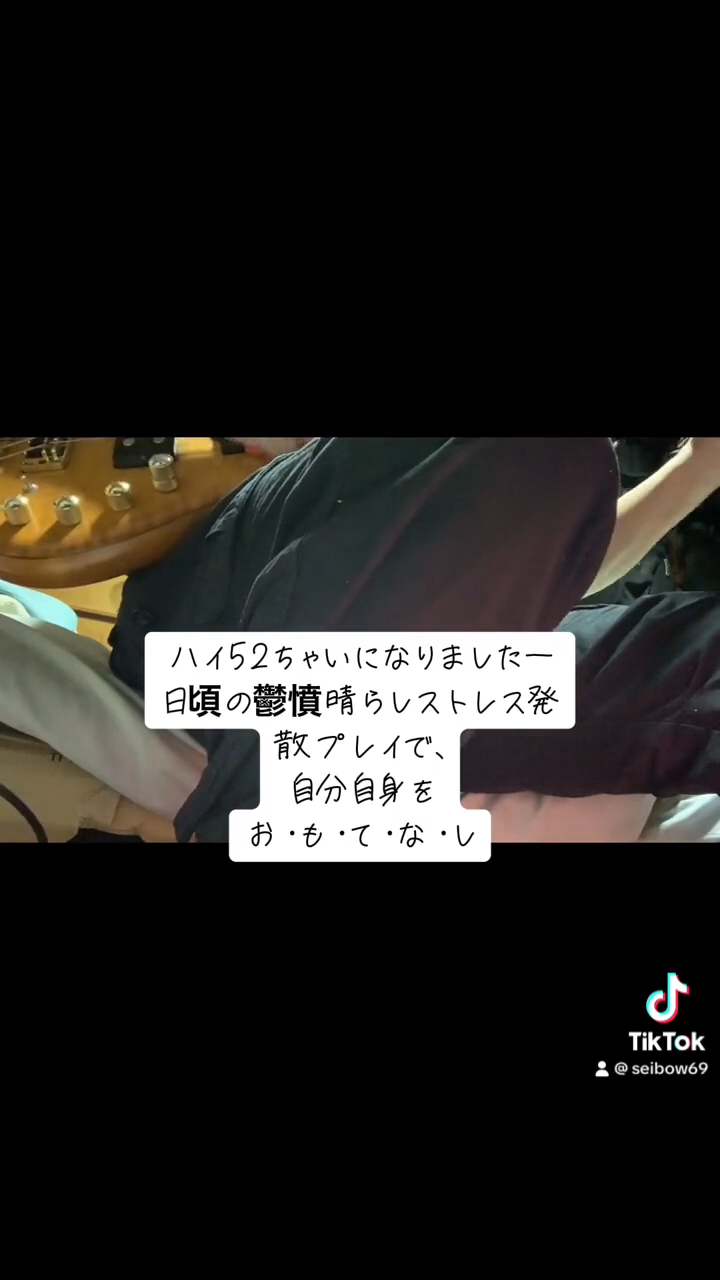 ハイ52ちゃいになりましたー
日頃の鬱憤晴らしストレス発
散プレイで、
自分自身を
お・も・て・な・し
TikTok
@ seibow69